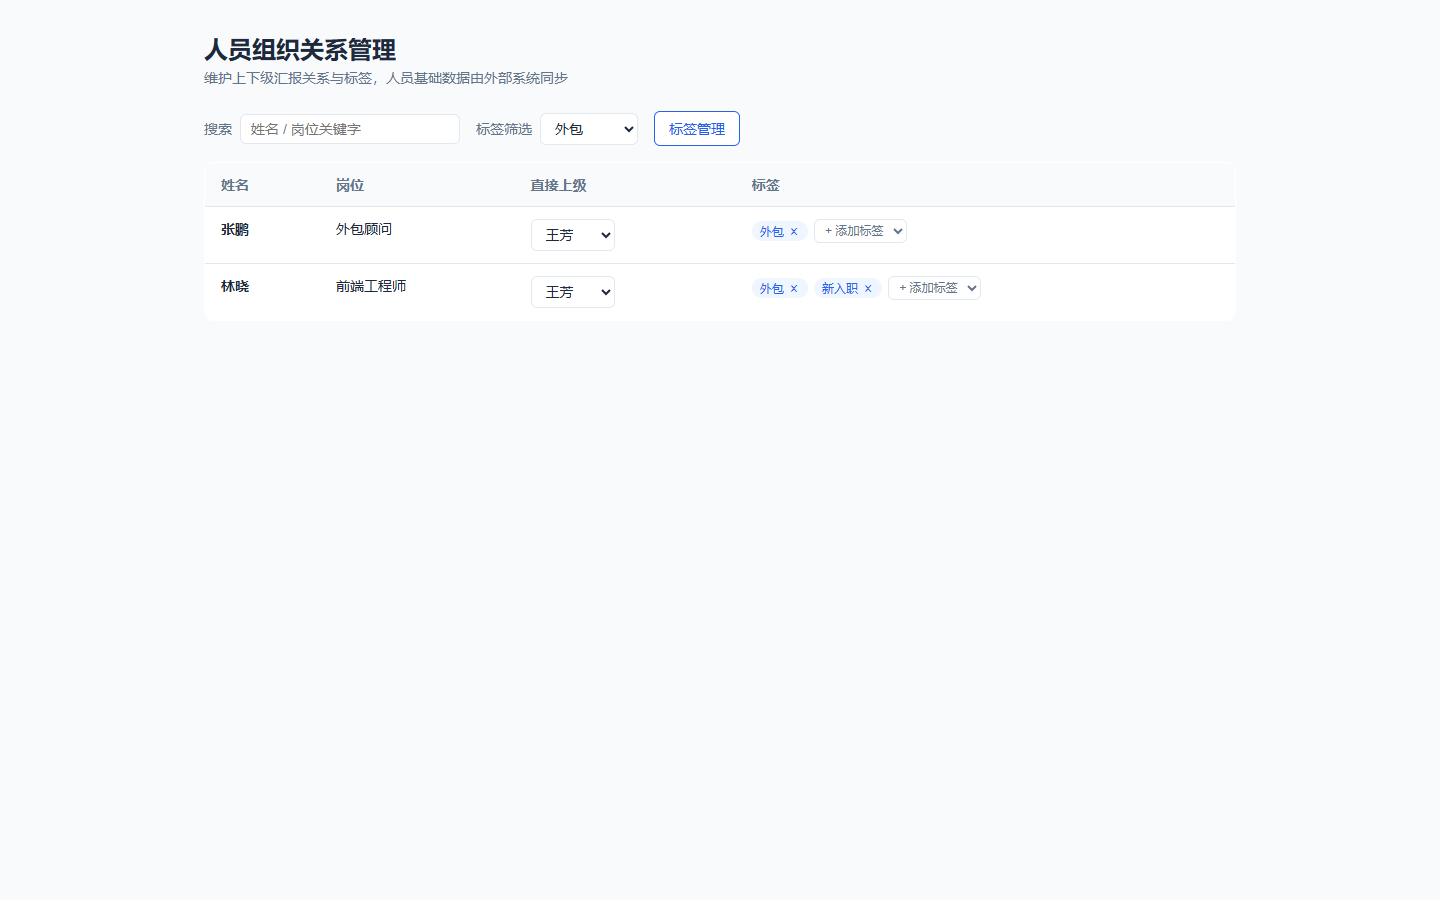 人员组织关系管理
维护上下级汇报关系与标签，人员基础数据由外部系统同步
搜索 姓名 / 岗位关键字 标签筛选 外包 标签管理
姓名 岗位 直接上级 标签
张鹏 外包顾问 王芳 外包 × + 添加标签
林晓 前端工程师 王芳 外包 × 新入职 × + 添加标签